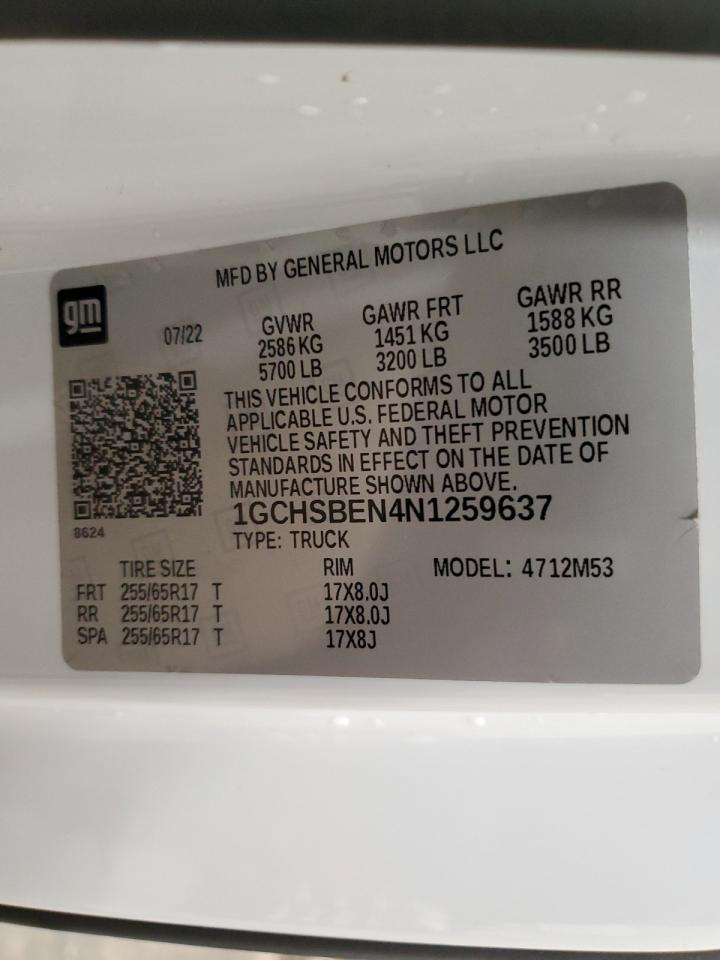 MFD BY GENERAL MOTORS LLC
gm
07/22
GVWR
2586 KG
5700 LB
GAWR FRT
1451 KG
3200 LB
GAWR RR
1588 KG
3500 LB
THIS VEHICLE CONFORMS TO ALL
APPLICABLE U.S. FEDERAL MOTOR
VEHICLE SAFETY AND THEFT PREVENTION
STANDARDS IN EFFECT ON THE DATE OF
MANUFACTURE SHOWN ABOVE.
8624
1GCHSBEN4N1259637
TYPE: TRUCK
TIRE SIZE RIM MODEL: 4712M53
FRT 255/65R17 T 17X8.0J
RR 255/65R17 T 17X8.0J
SPA 255/65R17 T 17X8J